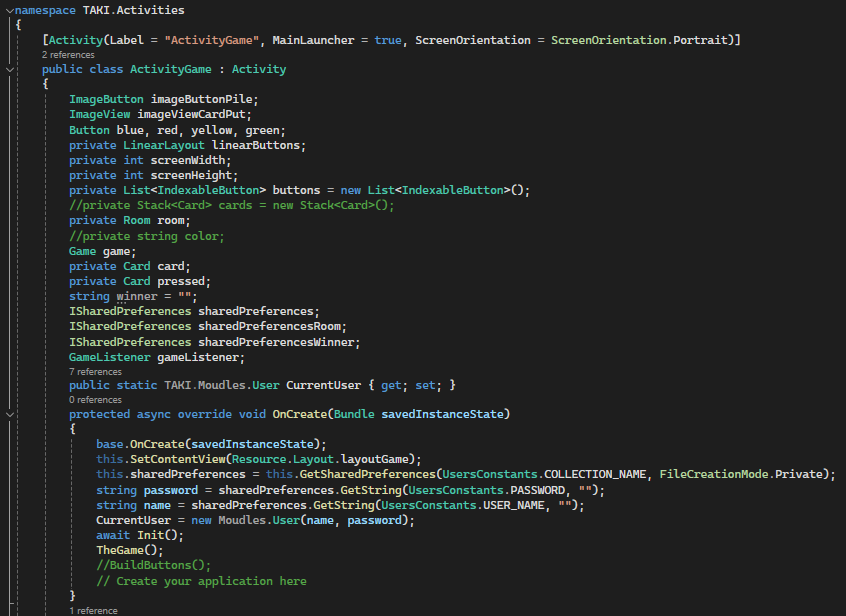 namespace TAKI.Activities
{
[Activity(Label = "ActivityGame", MainLauncher = true, ScreenOrientation = ScreenOrientation.Portrait)]
2 references
public class ActivityGame : Activity
{
ImageButton imageButtonPile;
ImageView imageViewCardPut;
Button blue, red, yellow, green;
private LinearLayout linearButtons;
private int screenWidth;
private int screenHeight;
private List<IndexableButton> buttons = new List<IndexableButton>();
//private Stack<Card> cards = new Stack<Card>();
private Room room;
//private string color;
Game game;
private Card card;
private Card pressed;
string winner = "";
ISharedPreferences sharedPreferences;
ISharedPreferences sharedPreferencesRoom;
ISharedPreferences sharedPreferencesWinner;
GameListener gameListener;
7 references
public static TAKI.Moudles.User CurrentUser { get; set; }
0 references
protected async override void OnCreate(Bundle savedInstanceState)
{
base.OnCreate(savedInstanceState);
this.SetContentView(Resource.Layout.layoutGame);
this.sharedPreferences = this.GetSharedPreferences(UsersConstants.COLLECTION_NAME, FileCreationMode.Private);
string password = sharedPreferences.GetString(UsersConstants.PASSWORD, "");
string name = sharedPreferences.GetString(UsersConstants.USER_NAME, "");
CurrentUser = new Moudles.User(name, password);
await Init();
TheGame();
//BuildButtons();
// Create your application here
}
1 reference